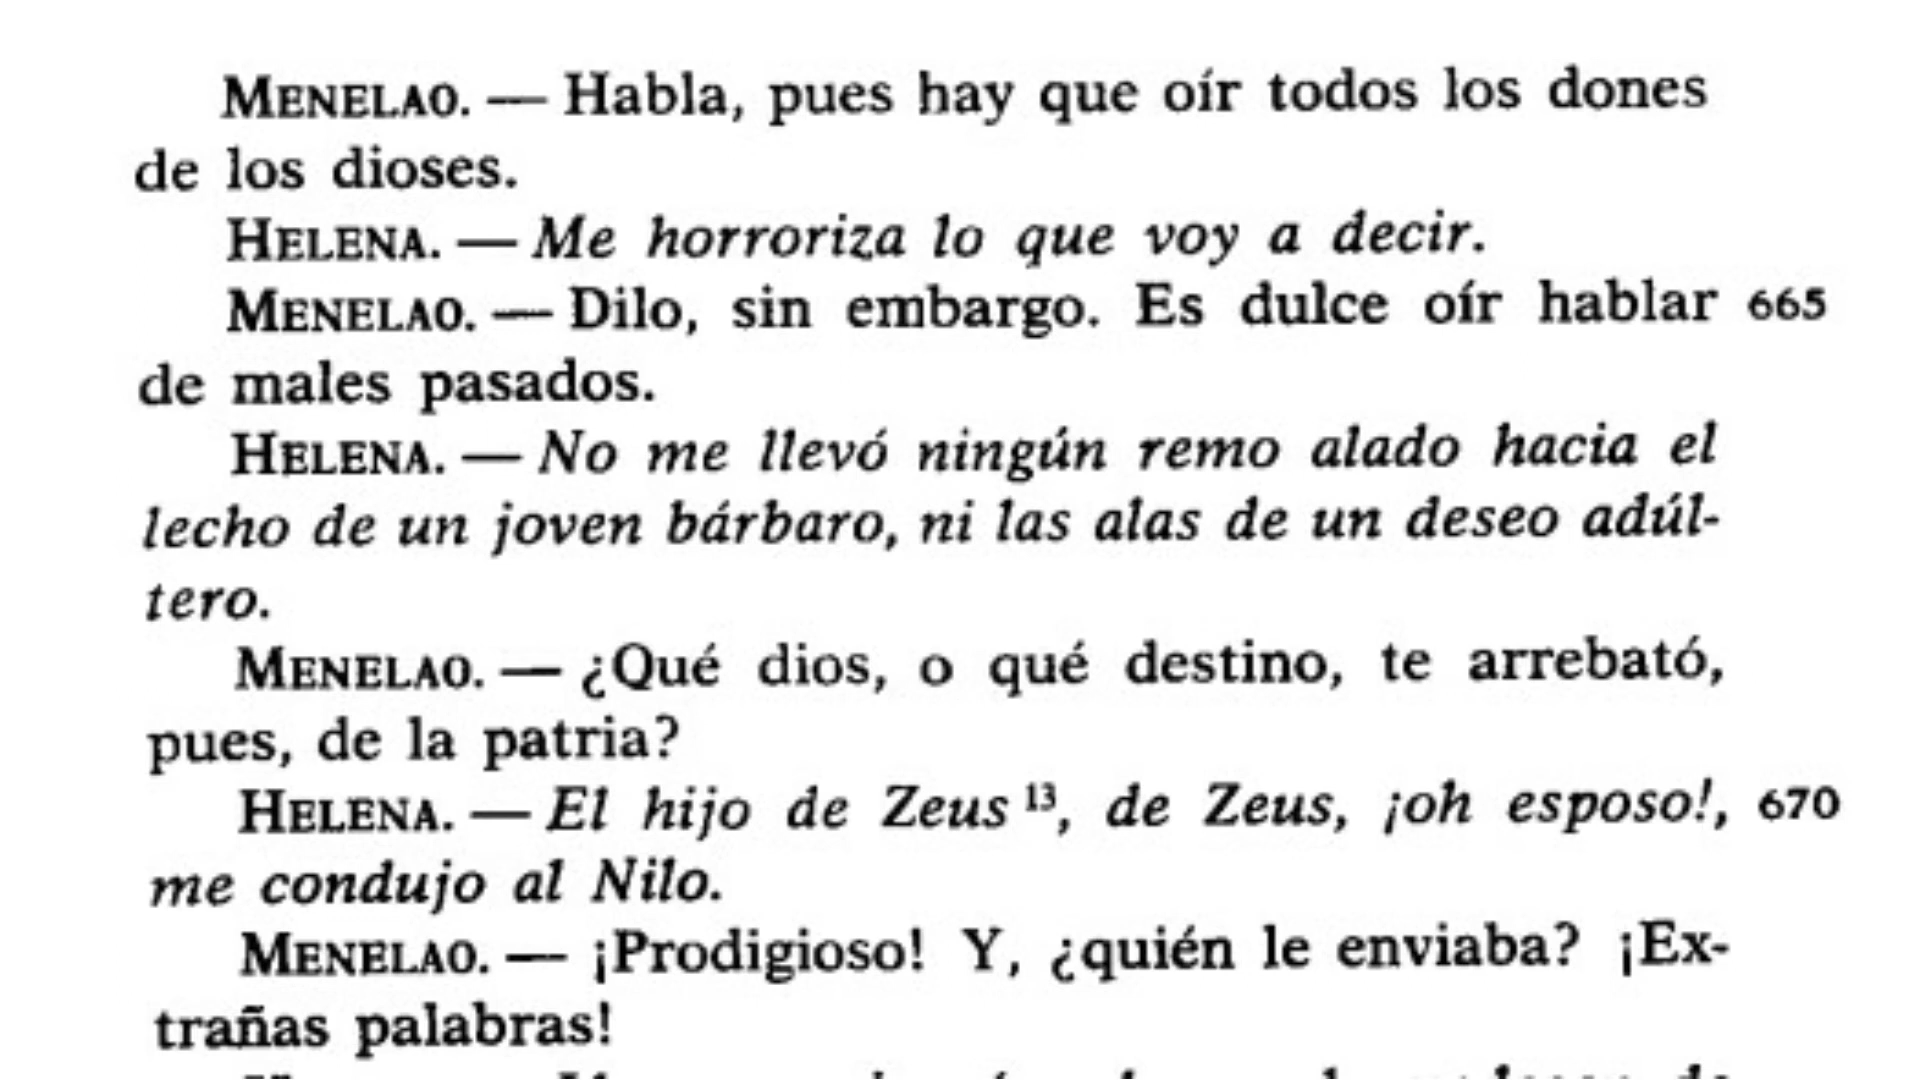 MENELAO. — Habla, pues hay que oír todos los dones
de los dioses.
HELENA. — Me horroriza lo que voy a decir.
MENELAO. — Dilo, sin embargo. Es dulce oír hablar 665
de males pasados.
HELENA. — No me llevó ningún remo alado hacia el
lecho de un joven bárbaro, ni las alas de un deseo adúl-
tero.
MENELAO. — ¿Qué dios, o qué destino, te arrebató,
pues, de la patria?
HELENA. — El hijo de Zeus ¹³, de Zeus, ¡oh esposo!, 670
me condujo al Nilo.
MENELAO. — ¡Prodigioso! Y, ¿quién le enviaba? ¡Ex-
trañas palabras!